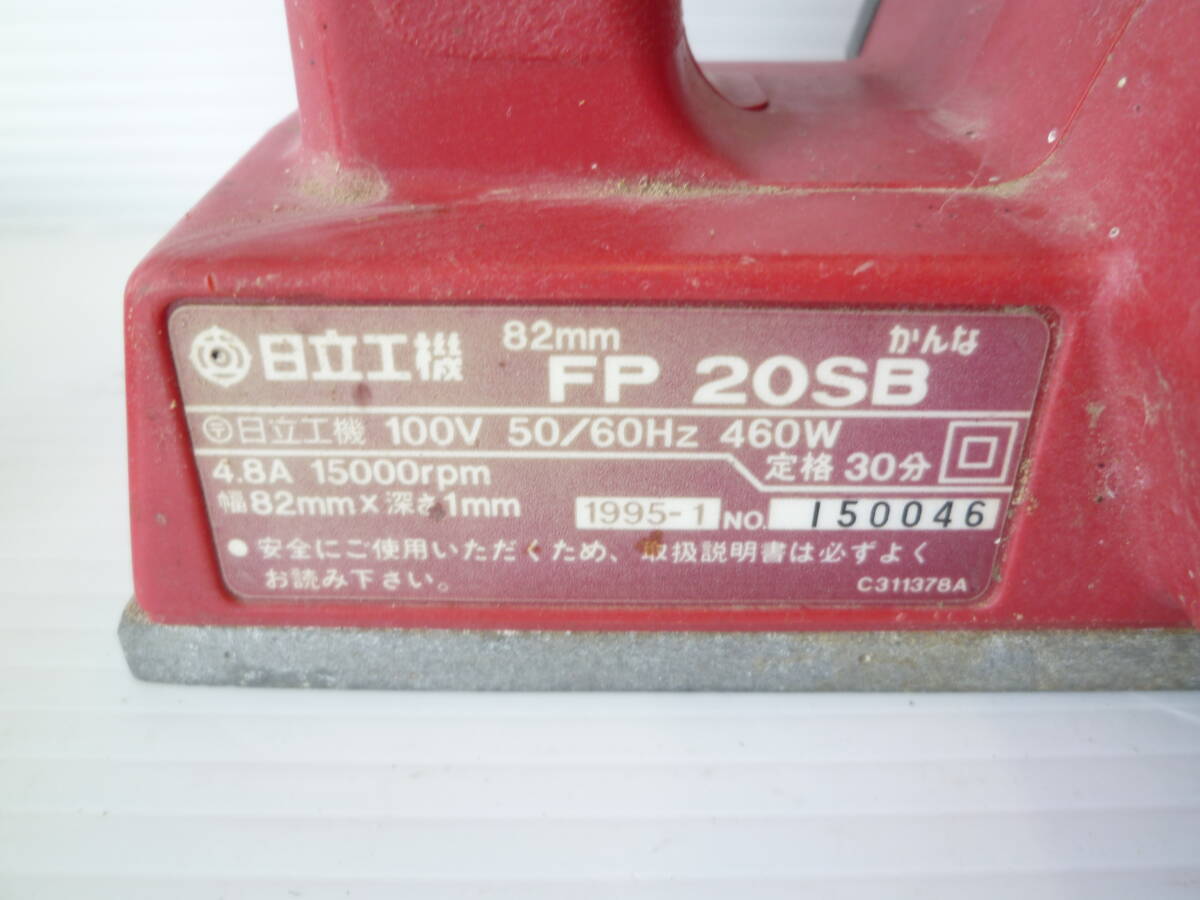 日立工機 82mm かんな
FP 20SB
〒日立工機 100V 50/60Hz 460W
4.8A 15000rpm 定格 30分
幅82mm×深さ1mm 1995-1 NO. 150046
●安全にご使用いただくため、取扱説明書は必ずよく
お読み下さい。 C311378A